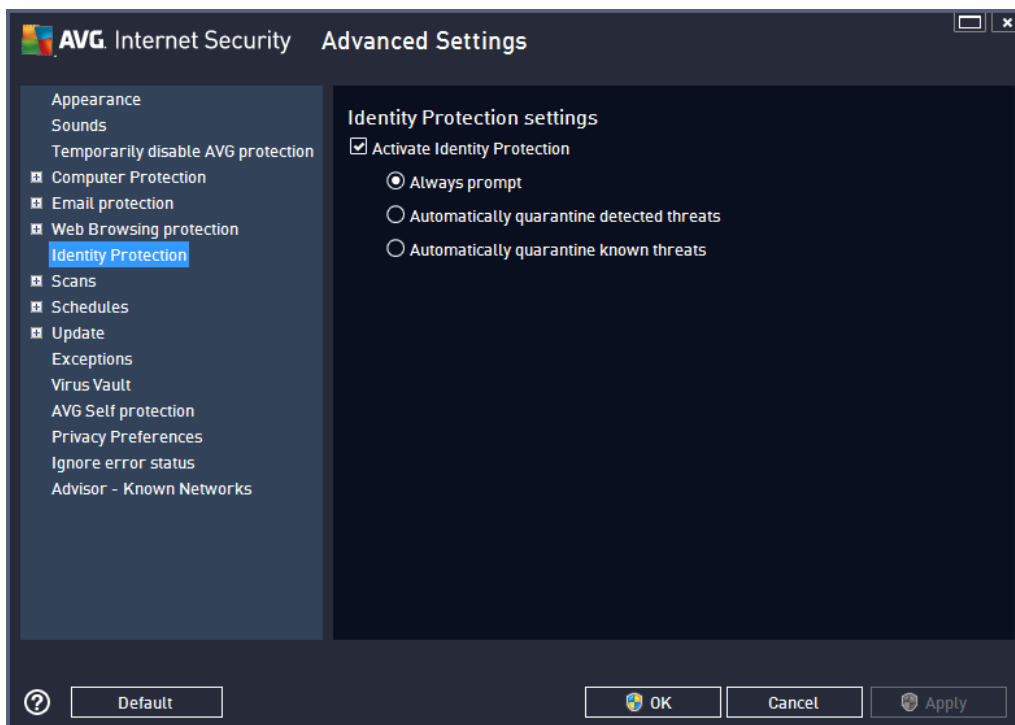 AVG. Internet Security Advanced Settings
Appearance
Sounds
Temporarily disable AVG protection
Computer Protection
Email protection
Web Browsing protection
Identity Protection
Scans
Schedules
Update
Exceptions
Virus Vault
AVG Self protection
Privacy Preferences
Ignore error status
Advisor - Known Networks
Identity Protection settings
Activate Identity Protection
Always prompt
Automatically quarantine detected threats
Automatically quarantine known threats
? Default OK Cancel Apply